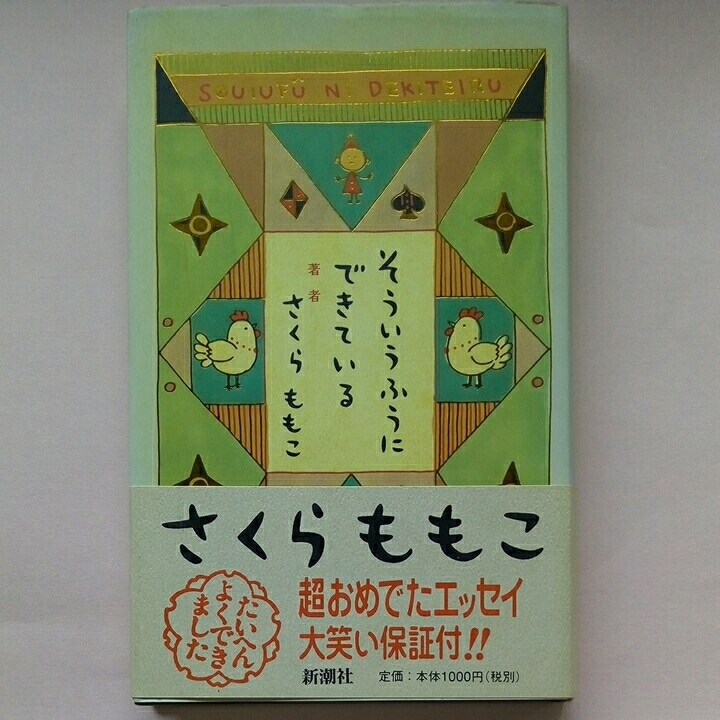 SOUIUFÛ NI DEKITEIRU
そういうふうに
できている
著者
さくらももこ
さくらももこ
たいへん
よくでき
ました
超おめでたエッセイ
大笑い保証付!!
新潮社
定価:本体1000円(税別)